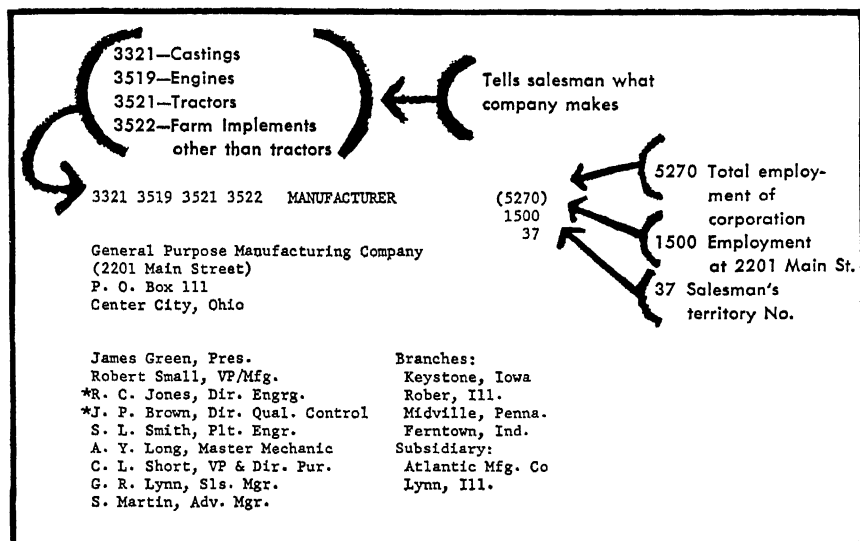 3321—Castings
3519—Engines
3521—Tractors
3522—Farm Implements
other than tractors
Tells salesman what
company makes
3321 3519 3521 3522 MANUFACTURER
(5270)
1500
37
5270 Total employ-
ment of
corporation
1500 Employment
at 2201 Main St.
37 Salesman's
territory No.
General Purpose Manufacturing Company
(2201 Main Street)
P. O. Box 111
Center City, Ohio
James Green, Pres.
Robert Small, VP/Mfg.
*R. C. Jones, Dir. Engrg.
*J. P. Brown, Dir. Qual. Control
S. L. Smith, Plt. Engr.
A. Y. Long, Master Mechanic
C. L. Short, VP & Dir. Pur.
G. R. Lynn, Sls. Mgr.
S. Martin, Adv. Mgr.
Branches:
Keystone, Iowa
Rober, Ill.
Midville, Penna.
Ferntown, Ind.
Subsidiary:
Atlantic Mfg. Co
Lynn, Ill.